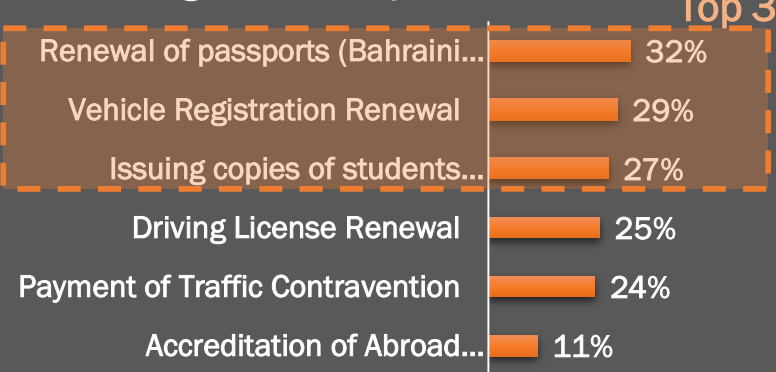 Top 3
Renewal of passports (Bahraini... 32%
Vehicle Registration Renewal 29%
Issuing copies of students... 27%
Driving License Renewal 25%
Payment of Traffic Contravention 24%
Accreditation of Abroad... 11%